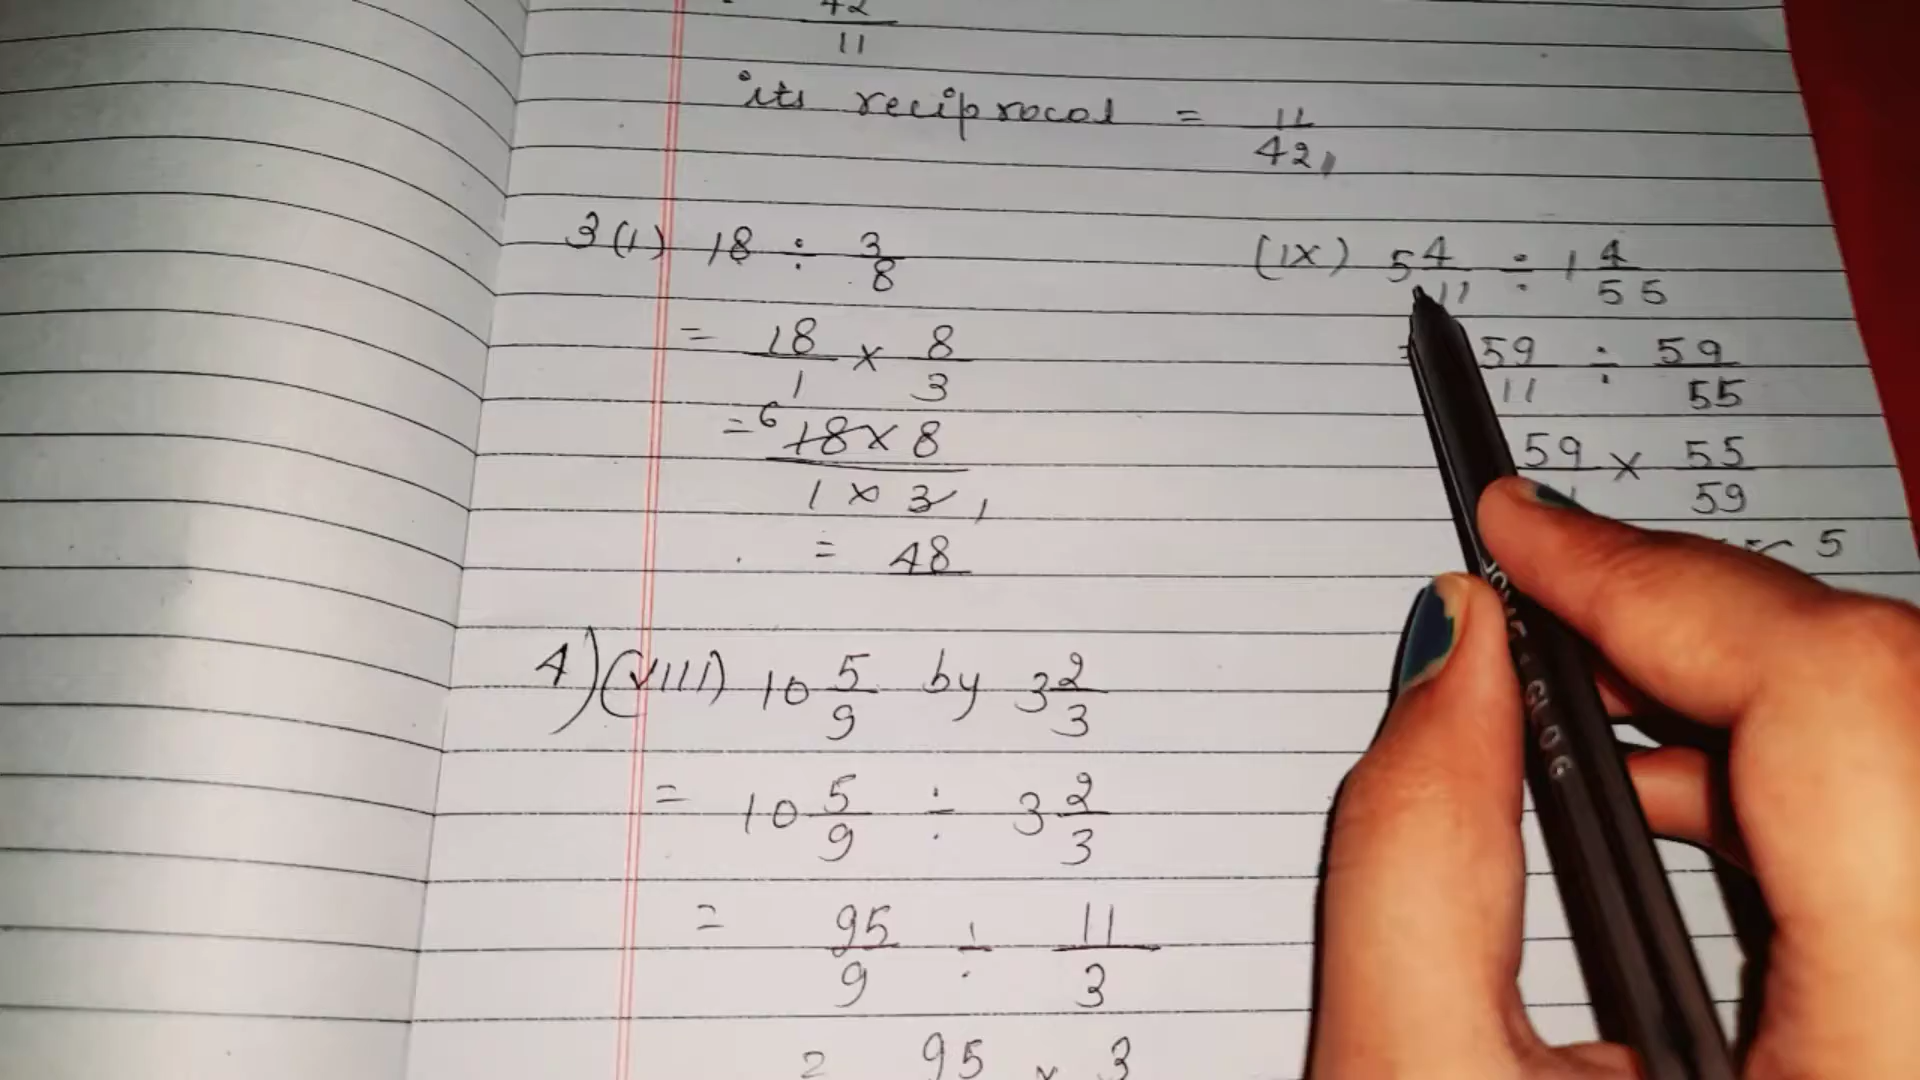 42/11
its reciprocal = 11/42,
3(1) 18 ÷ 3/8
= 18/1 × 8/3
= 6 18 × 8 / 1 × 3, 1
= 48
4) (VIII) 10 5/9 by 3 2/3
= 10 5/9 ÷ 3 2/3
= 95/9 ÷ 11/3
= 95 × 3
(IX) 5 4/11 ÷ 1 4/55
= 59/11 ÷ 59/55
59 × 55/59
5